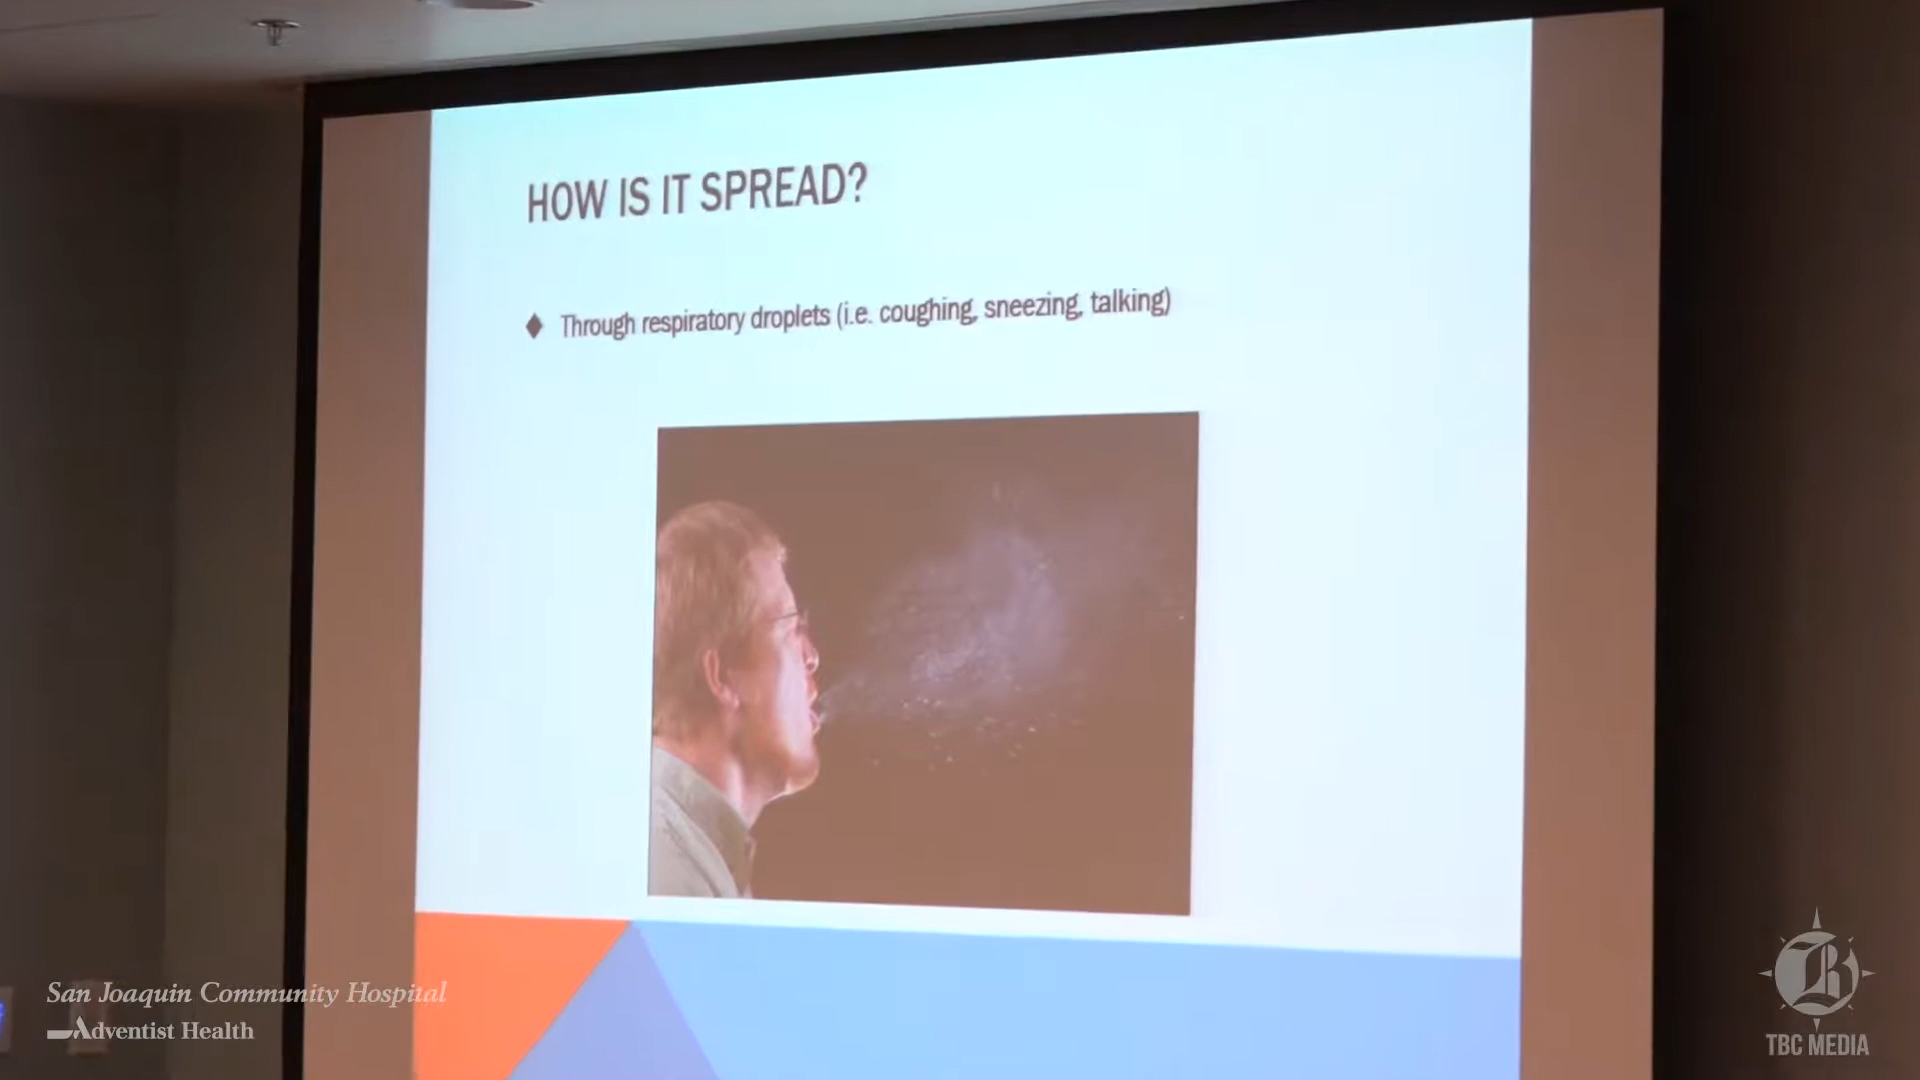 HOW IS IT SPREAD?
Through respiratory droplets (i.e. coughing, sneezing, talking)
San Joaquin Community Hospital
Adventist Health
TBC MEDIA